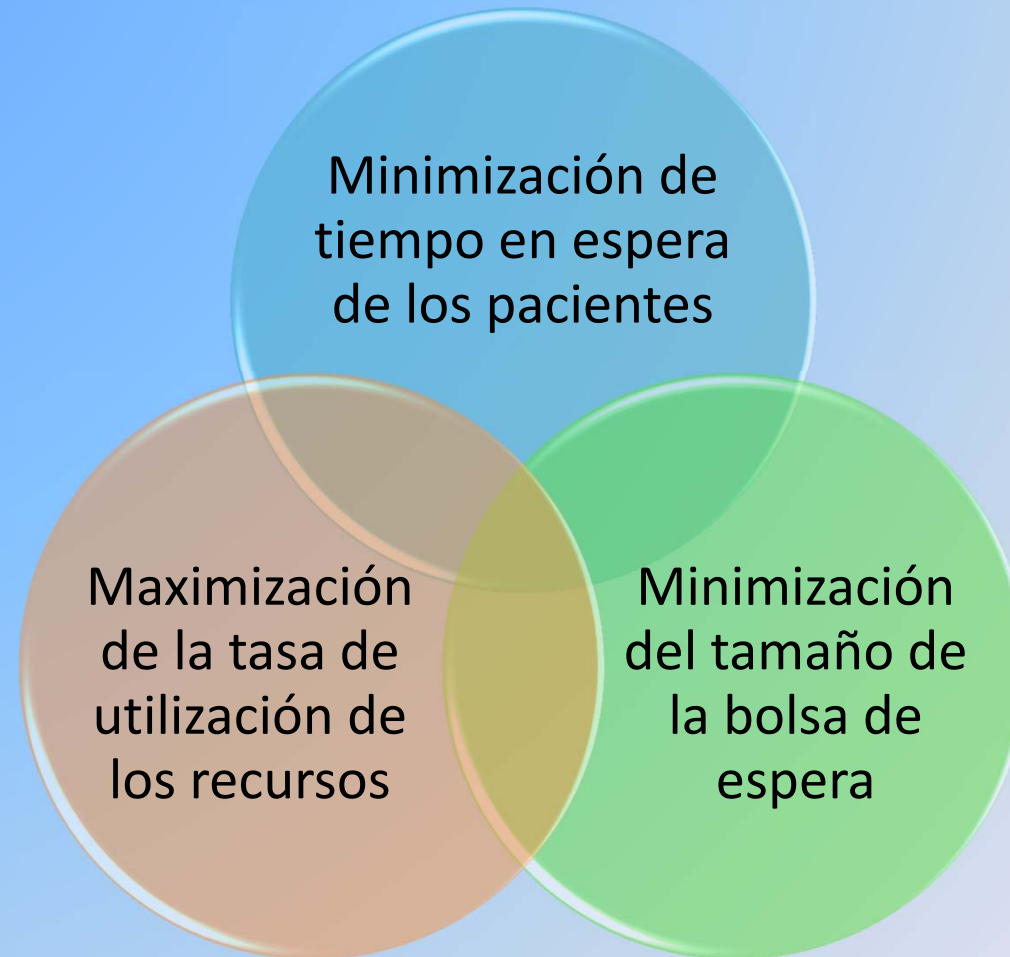 Minimización de
tiempo en espera
de los pacientes
Maximización
de la tasa de
utilización de
los recursos
Minimización
del tamaño de
la bolsa de
espera